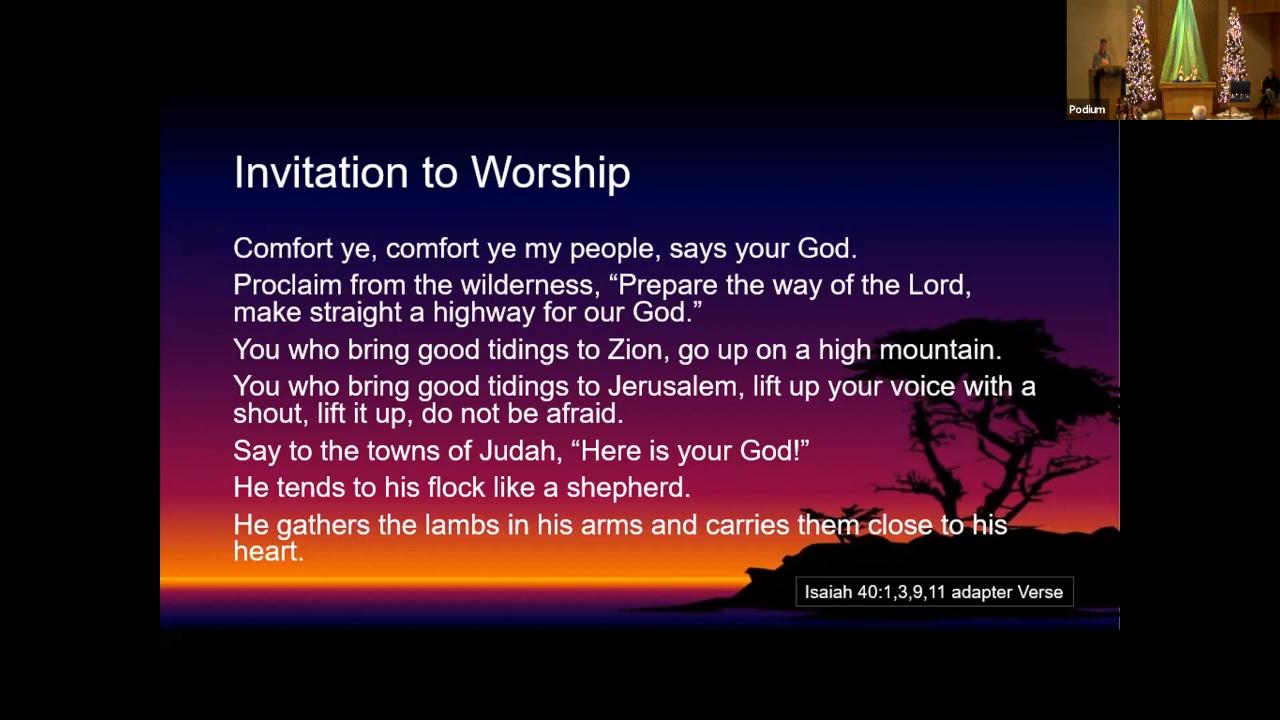 Podium
Invitation to Worship
Comfort ye, comfort ye my people, says your God.
Proclaim from the wilderness, “Prepare the way of the Lord,
make straight a highway for our God.”
You who bring good tidings to Zion, go up on a high mountain.
You who bring good tidings to Jerusalem, lift up your voice with a
shout, lift it up, do not be afraid.
Say to the towns of Judah, “Here is your God!”
He tends to his flock like a shepherd.
He gathers the lambs in his arms and carries them close to his
heart.
Isaiah 40:1,3,9,11 adapter Verse